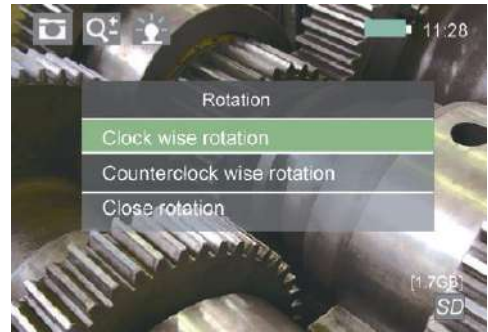 11:28
Rotation
Clock wise rotation
Counterclock wise rotation
Close rotation
[1.7GB]
SD